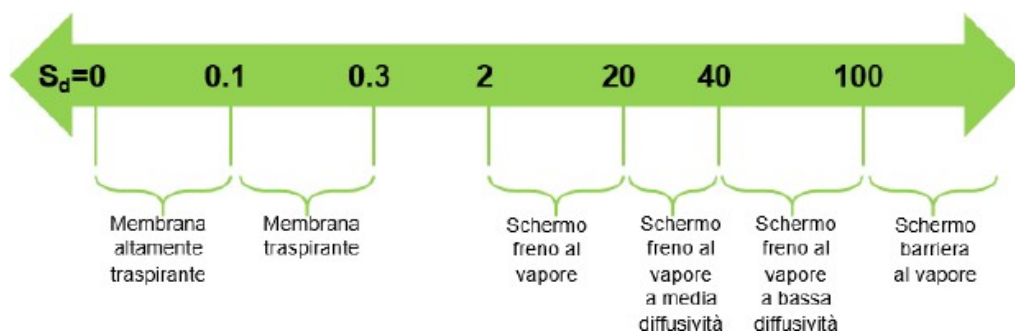 Sd=0 0.1 0.3 2 20 40 100
Membrana
altamente
traspirante
Membrana
traspirante
Schermo
freno al
vapore
Schermo
freno al
vapore
a media
diffusività
Schermo
freno al
vapore
a bassa
diffusività
Schermo
barriera
al vapore